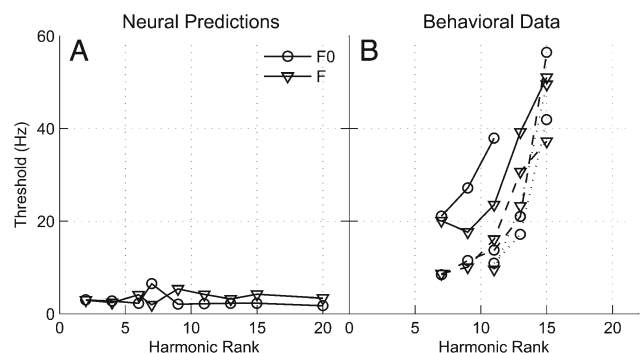 Neural Predictions
Behavioral Data
A
B
F0
F
Threshold (Hz)
60
40
20
0
0 5 10 15 20
0 5 10 15 20
Harmonic Rank
Harmonic Rank